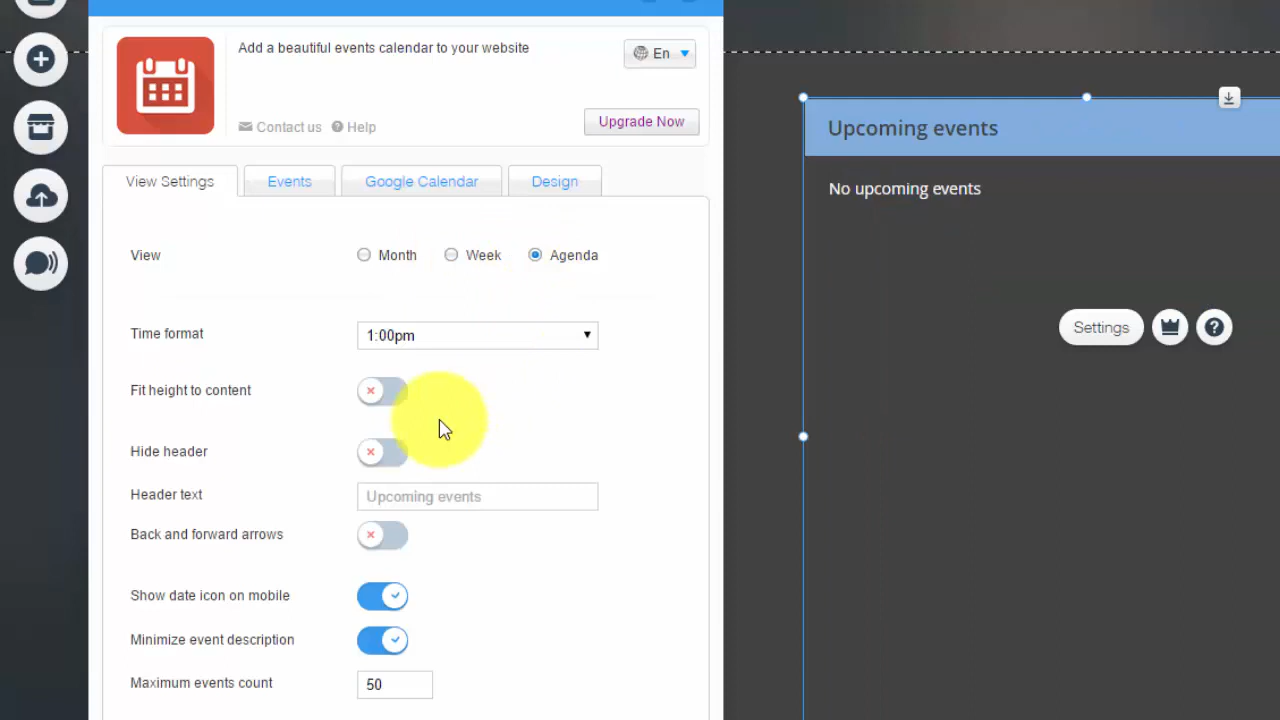 Add a beautiful events calendar to your website
En
Contact us
Help
Upgrade Now
View Settings
Events
Google Calendar
Design
View
Month
Week
Agenda
Time format
1:00pm
Fit height to content
Hide header
Header text
Upcoming events
Back and forward arrows
Show date icon on mobile
Minimize event description
Maximum events count
50
Upcoming events
No upcoming events
Settings